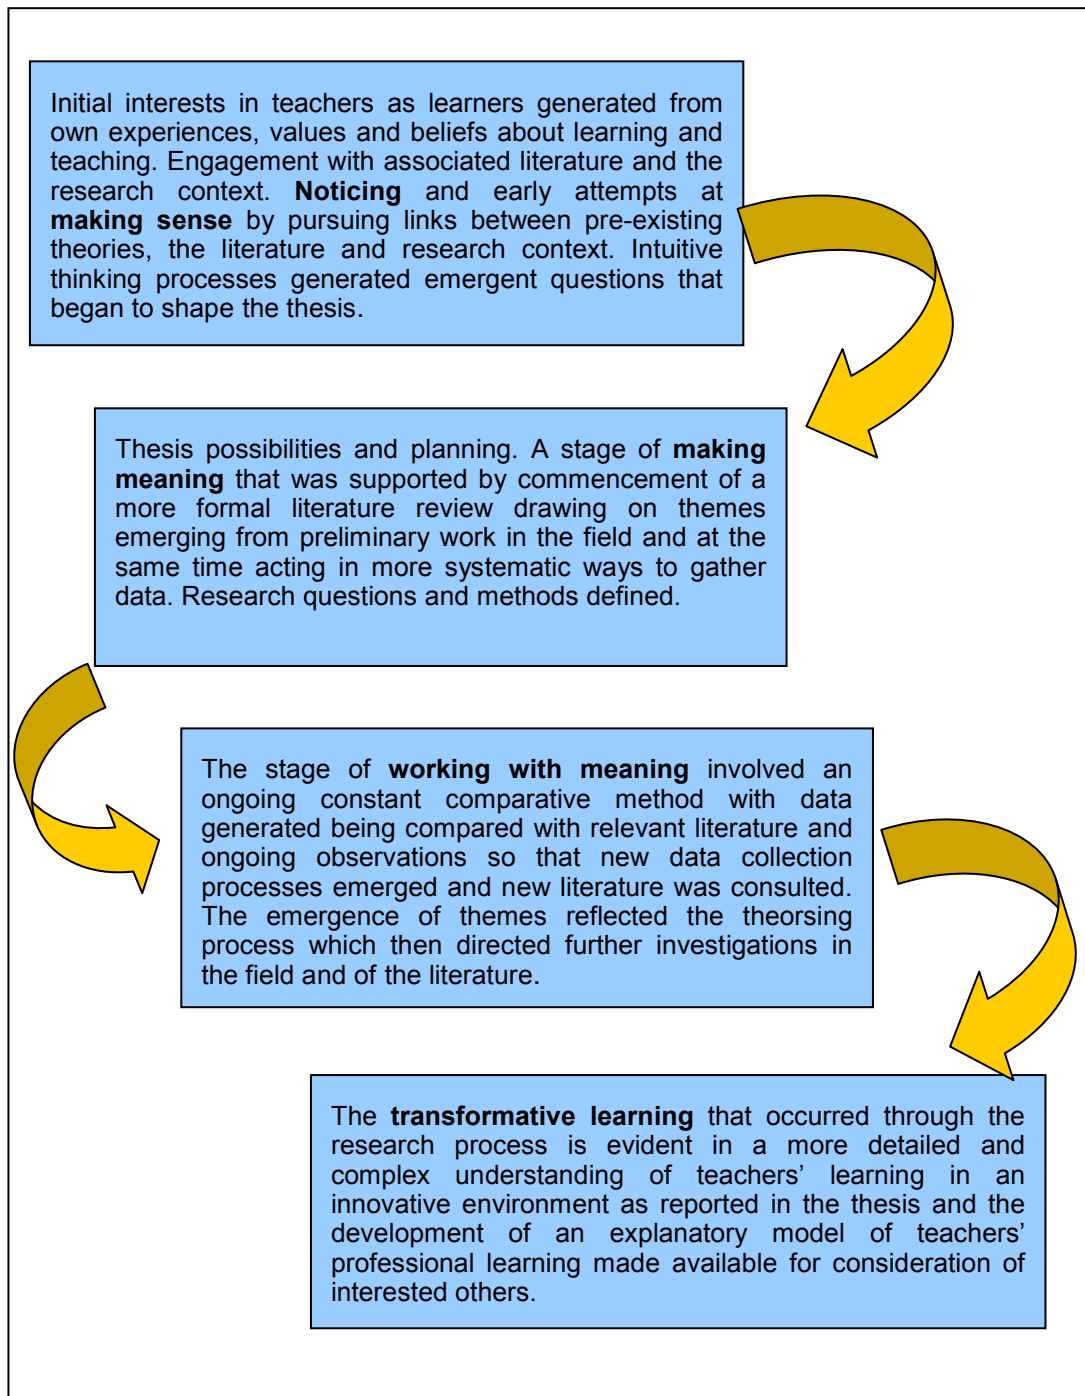 Initial interests in teachers as learners generated from
own experiences, values and beliefs about learning and
teaching. Engagement with associated literature and the
research context. Noticing and early attempts at
making sense by pursuing links between pre-existing
theories, the literature and research context. Intuitive
thinking processes generated emergent questions that
began to shape the thesis.
Thesis possibilities and planning. A stage of making
meaning that was supported by commencement of a
more formal literature review drawing on themes
emerging from preliminary work in the field and at the
same time acting in more systematic ways to gather
data. Research questions and methods defined.
The stage of working with meaning involved an
ongoing constant comparative method with data
generated being compared with relevant literature and
ongoing observations so that new data collection
processes emerged and new literature was consulted.
The emergence of themes reflected the theorsing
process which then directed further investigations in
the field and of the literature.
The transformative learning that occurred through the
research process is evident in a more detailed and
complex understanding of teachers’ learning in an
innovative environment as reported in the thesis and the
development of an explanatory model of teachers’
professional learning made available for consideration of
interested others.